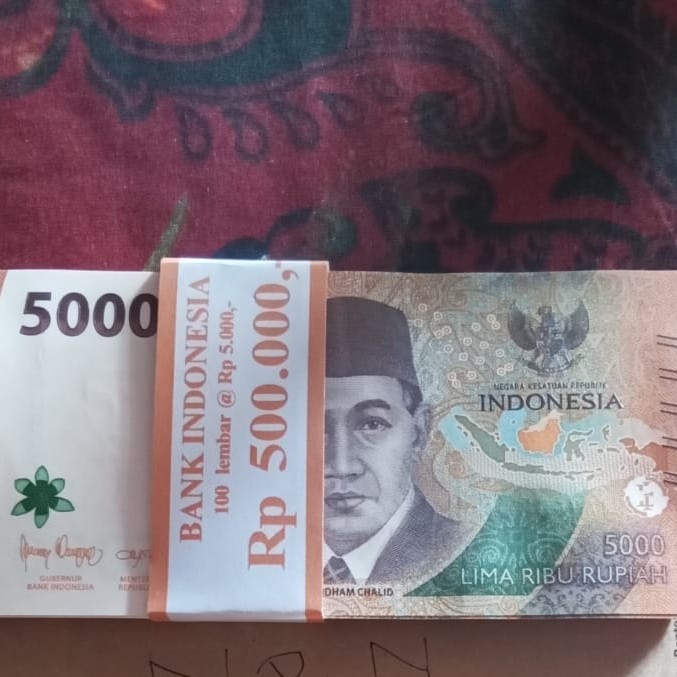 5000
GUBERNUR
BANK INDONESIA
BANK INDONESIA
100 lembar @ Rp 5.000,-
Rp 500.000,-
NEGARA KESATUAN REPUBLIK
INDONESIA
5000
LIMA RIBU RUPIAH
DHAM CHALID